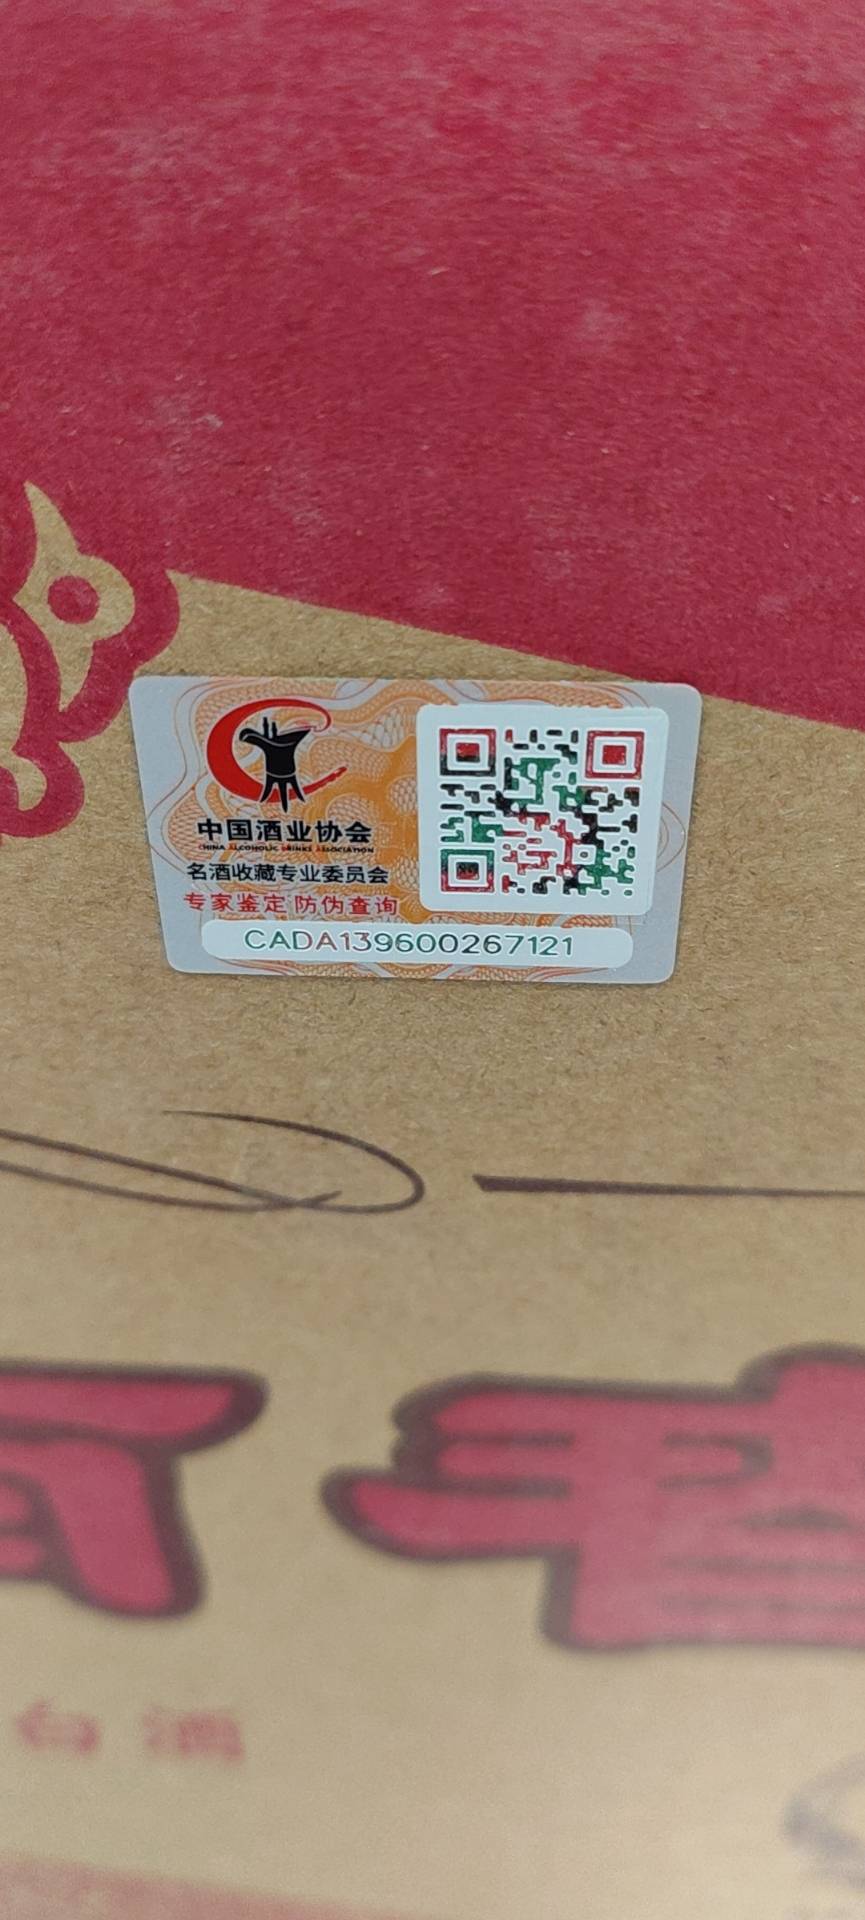 中国酒业协会
CHINA ALCOHOLIC DRINKS ASSOCIATION
名酒收藏专业委员会
专家鉴定 防伪查询
CADA139600267121
白酒